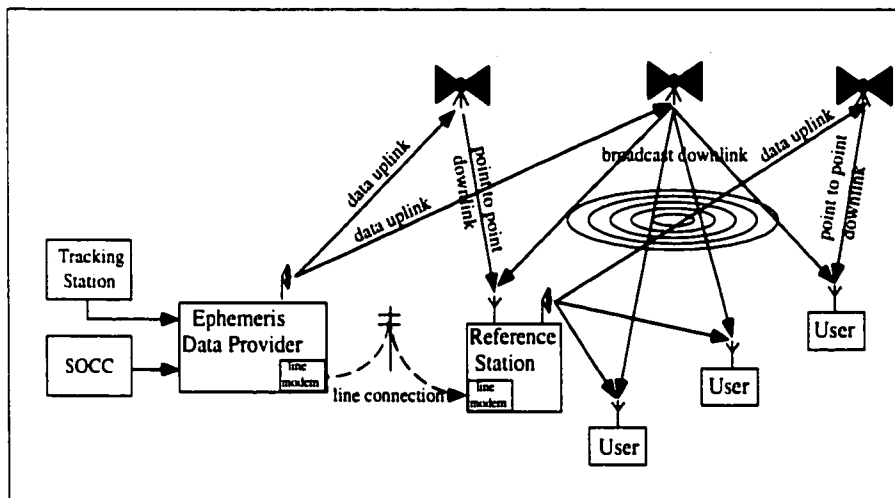 data uplink
data uplink
point to point
downlink
broadcast downlink
data uplink
point to point
downlink
Tracking
Station
SOCC
Ephemeris
Data Provider
line
modem
line connection
Reference
Station
line
modem
User
User
User